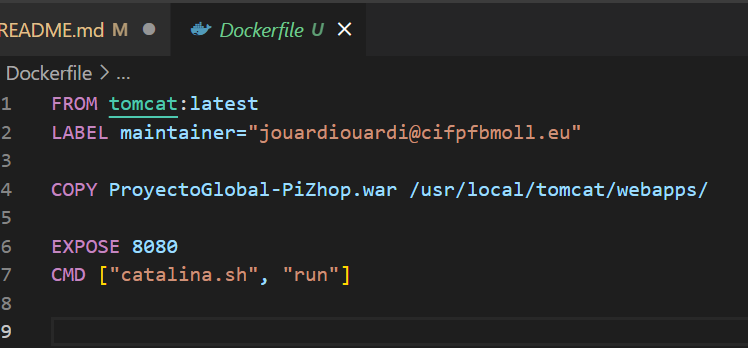 README.md M
Dockerfile U
Dockerfile > ...
1 FROM tomcat:latest
2 LABEL maintainer="jouardiouardi@cifpfbmoll.eu"
3
4 COPY ProyectoGlobal-PiZhop.war /usr/local/tomcat/webapps/
5
6 EXPOSE 8080
7 CMD ["catalina.sh", "run"]
8
9